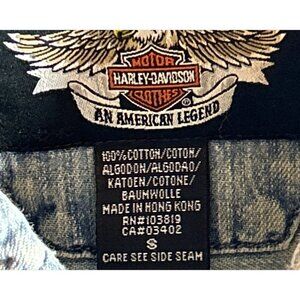 MOTOR
HARLEY-DAVIDSON
CLOTHES
AN AMERICAN LEGEND
100% COTTON/COTON/
ALGODON/ALGODAO/
KATOEN/COTONE/
BAUMWOLLE
MADE IN HONG KONG
RN#103819
CA#03402
S
CARE SEE SIDE SEAM